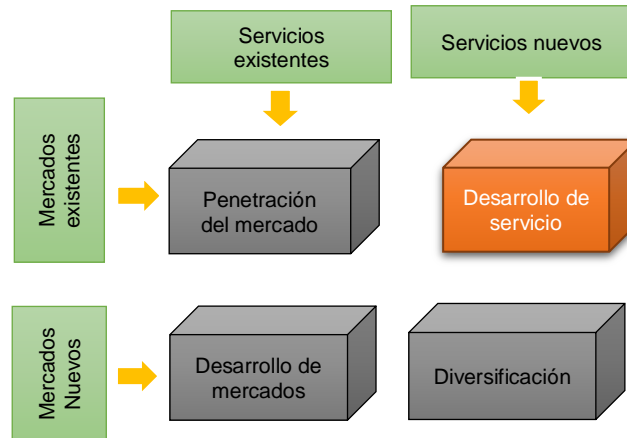 Servicios
existentes
Servicios nuevos
Mercados
existentes
Penetración
del mercado
Desarrollo de
servicio
Mercados
Nuevos
Desarrollo de
mercados
Diversificación